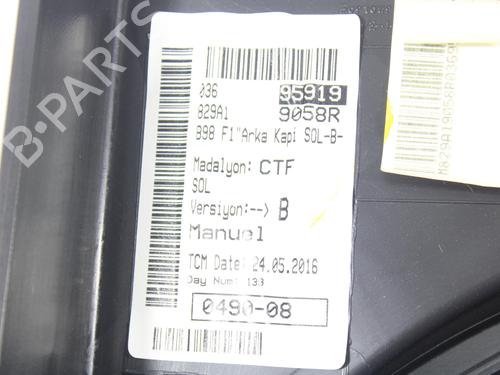 036 95919
829A1 9058R
B98 F1"Arka Kapi SOL-B-
Madalyon: CTF
SOL
Versiyon:--> B
Manuel
TCM Date: 24.05.2016
Day Num: 133
0490-08
B-PARTS